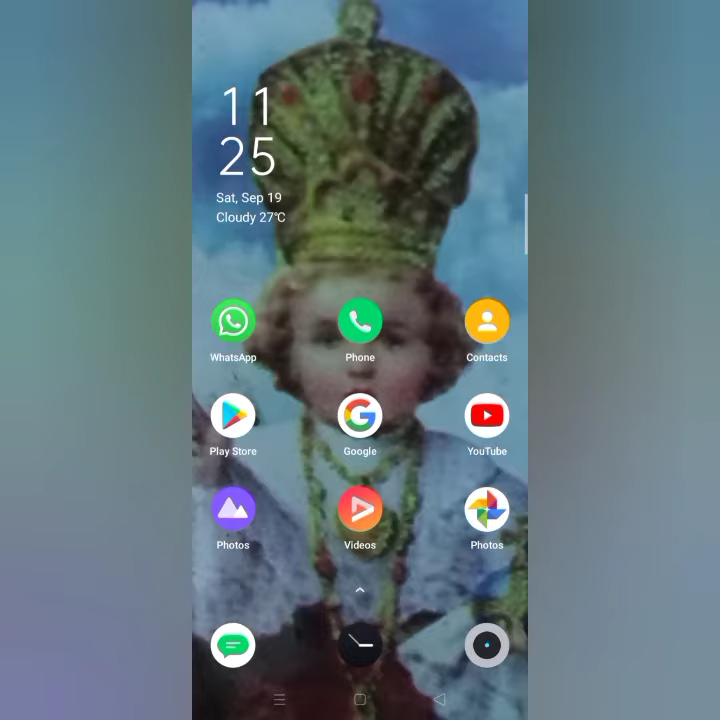 11
25
Sat, Sep 19
Cloudy 27℃
WhatsApp
Phone
Contacts
Play Store
Google
YouTube
Photos
Videos
Photos